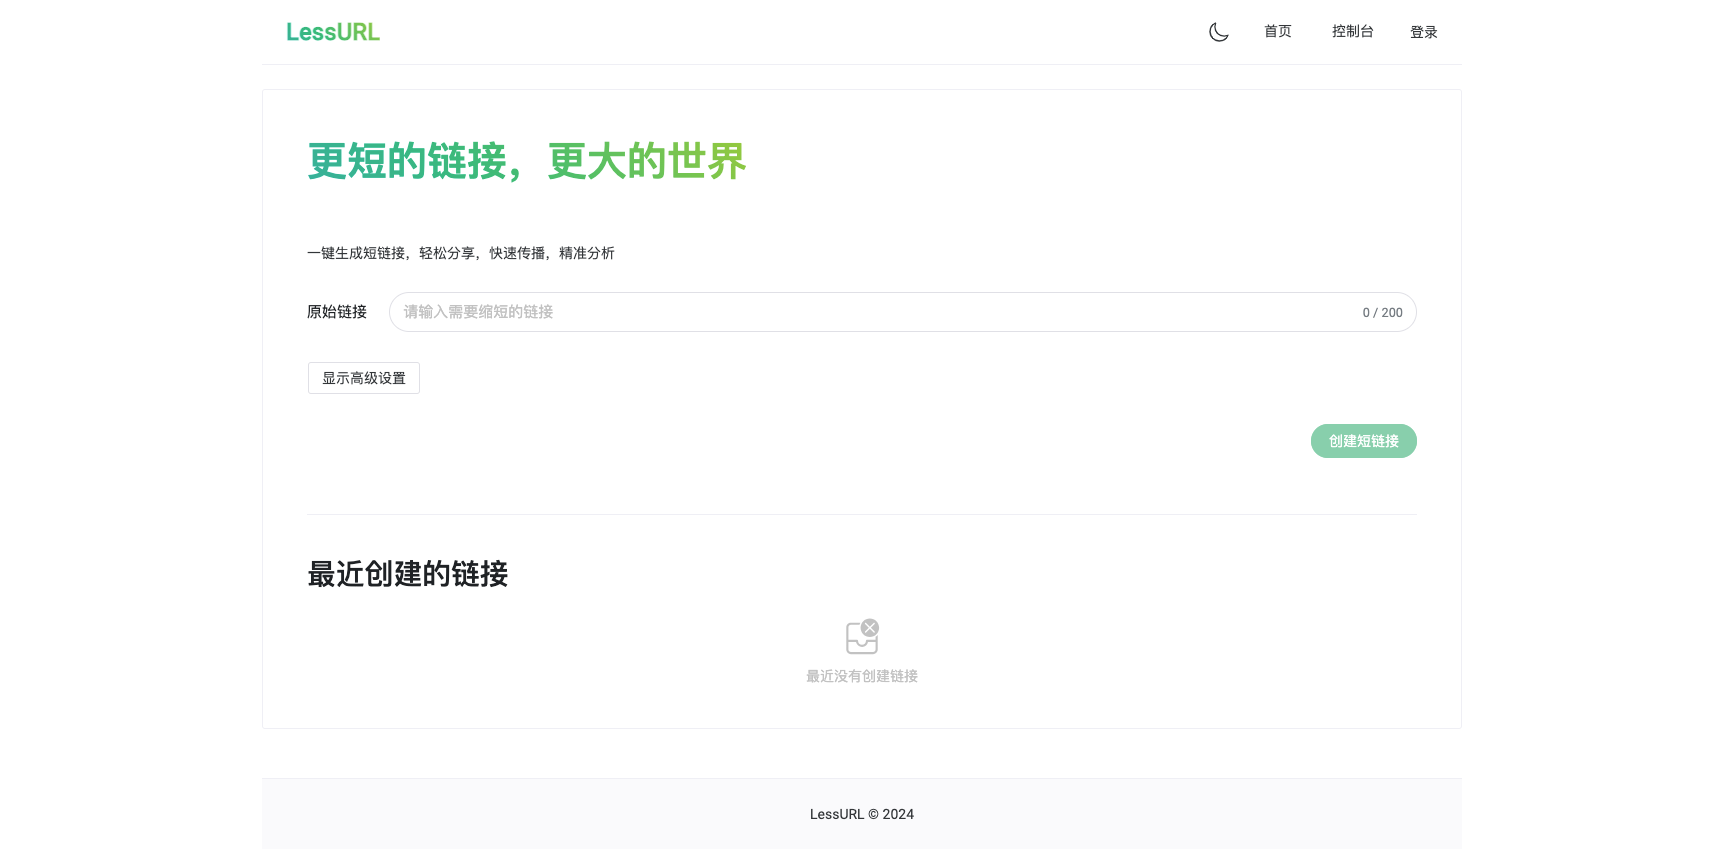 LessURL
首页
控制台
登录
更短的链接，更大的世界
一键生成短链接，轻松分享，快速传播，精准分析
原始链接
请输入需要缩短的链接
0 / 200
显示高级设置
创建短链接
最近创建的链接
最近没有创建链接
LessURL © 2024